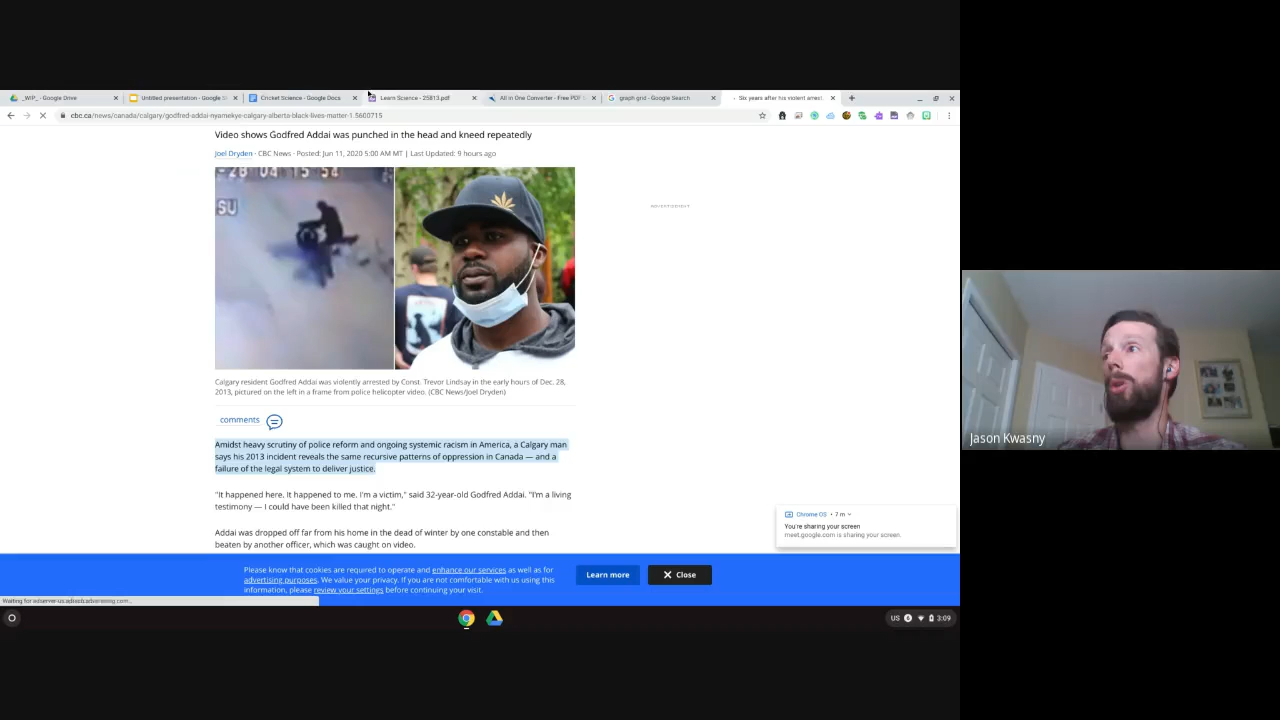 _WIP_ - Google Drive
Untitled presentation - Google S
Cricket Science - Google Docs
Learn Science - 25813.pdf
All in One Converter - Free PDF
graph grid - Google Search
Six years after his violent arrest
cbc.ca/news/canada/calgary/godfred-addai-nyamekye-calgary-alberta-black-lives-matter-1.5600715
Video shows Godfred Addai was punched in the head and kneed repeatedly
Joel Dryden · CBC News · Posted: Jun 11, 2020 5:00 AM MT | Last Updated: 9 hours ago
-28 04 15 54
SU
ADVERTISEMENT
Calgary resident Godfred Addai was violently arrested by Const. Trevor Lindsay in the early hours of Dec. 28,
2013, pictured on the left in a frame from police helicopter video. (CBC News/Joel Dryden)
comments
Amidst heavy scrutiny of police reform and ongoing systemic racism in America, a Calgary man
says his 2013 incident reveals the same recursive patterns of oppression in Canada — and a
failure of the legal system to deliver justice.
"It happened here. It happened to me. I'm a victim," said 32-year-old Godfred Addai. "I'm a living
testimony — I could have been killed that night."
Addai was dropped off far from his home in the dead of winter by one constable and then
beaten by another officer, which was caught on video.
Jason Kwasny
Chrome OS • 7 m
You're sharing your screen
meet.google.com is sharing your screen.
Please know that cookies are required to operate and enhance our services as well as for
advertising purposes. We value your privacy. If you are not comfortable with us using this
information, please review your settings before continuing your visit.
Learn more
Close
US
3:09